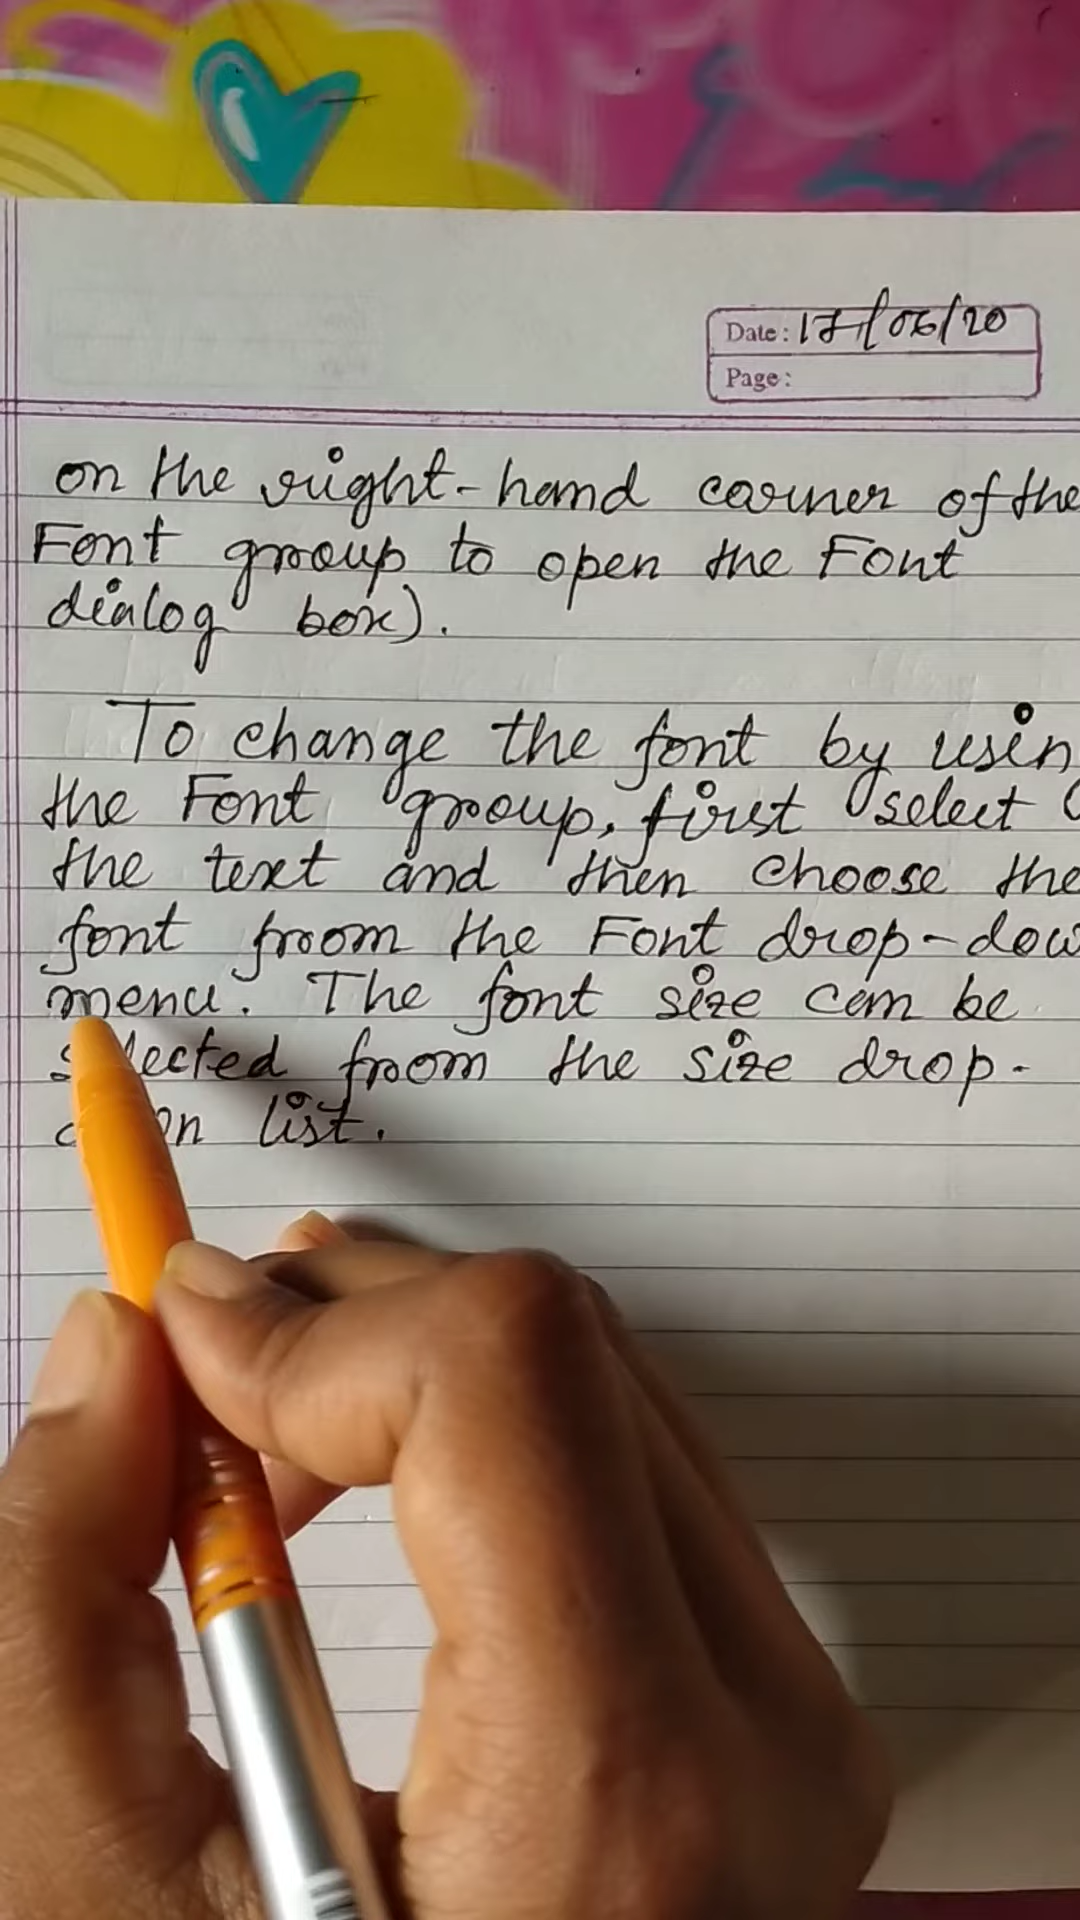 Date: 17/06/20
Page:
on the right-hand corner of the
Font group to open the Font
dialog box).
To change the font by usin
the Font group, first select
the text and then choose the
font from the Font drop-dow
menu. The font size can be
lected from the size drop-
list.